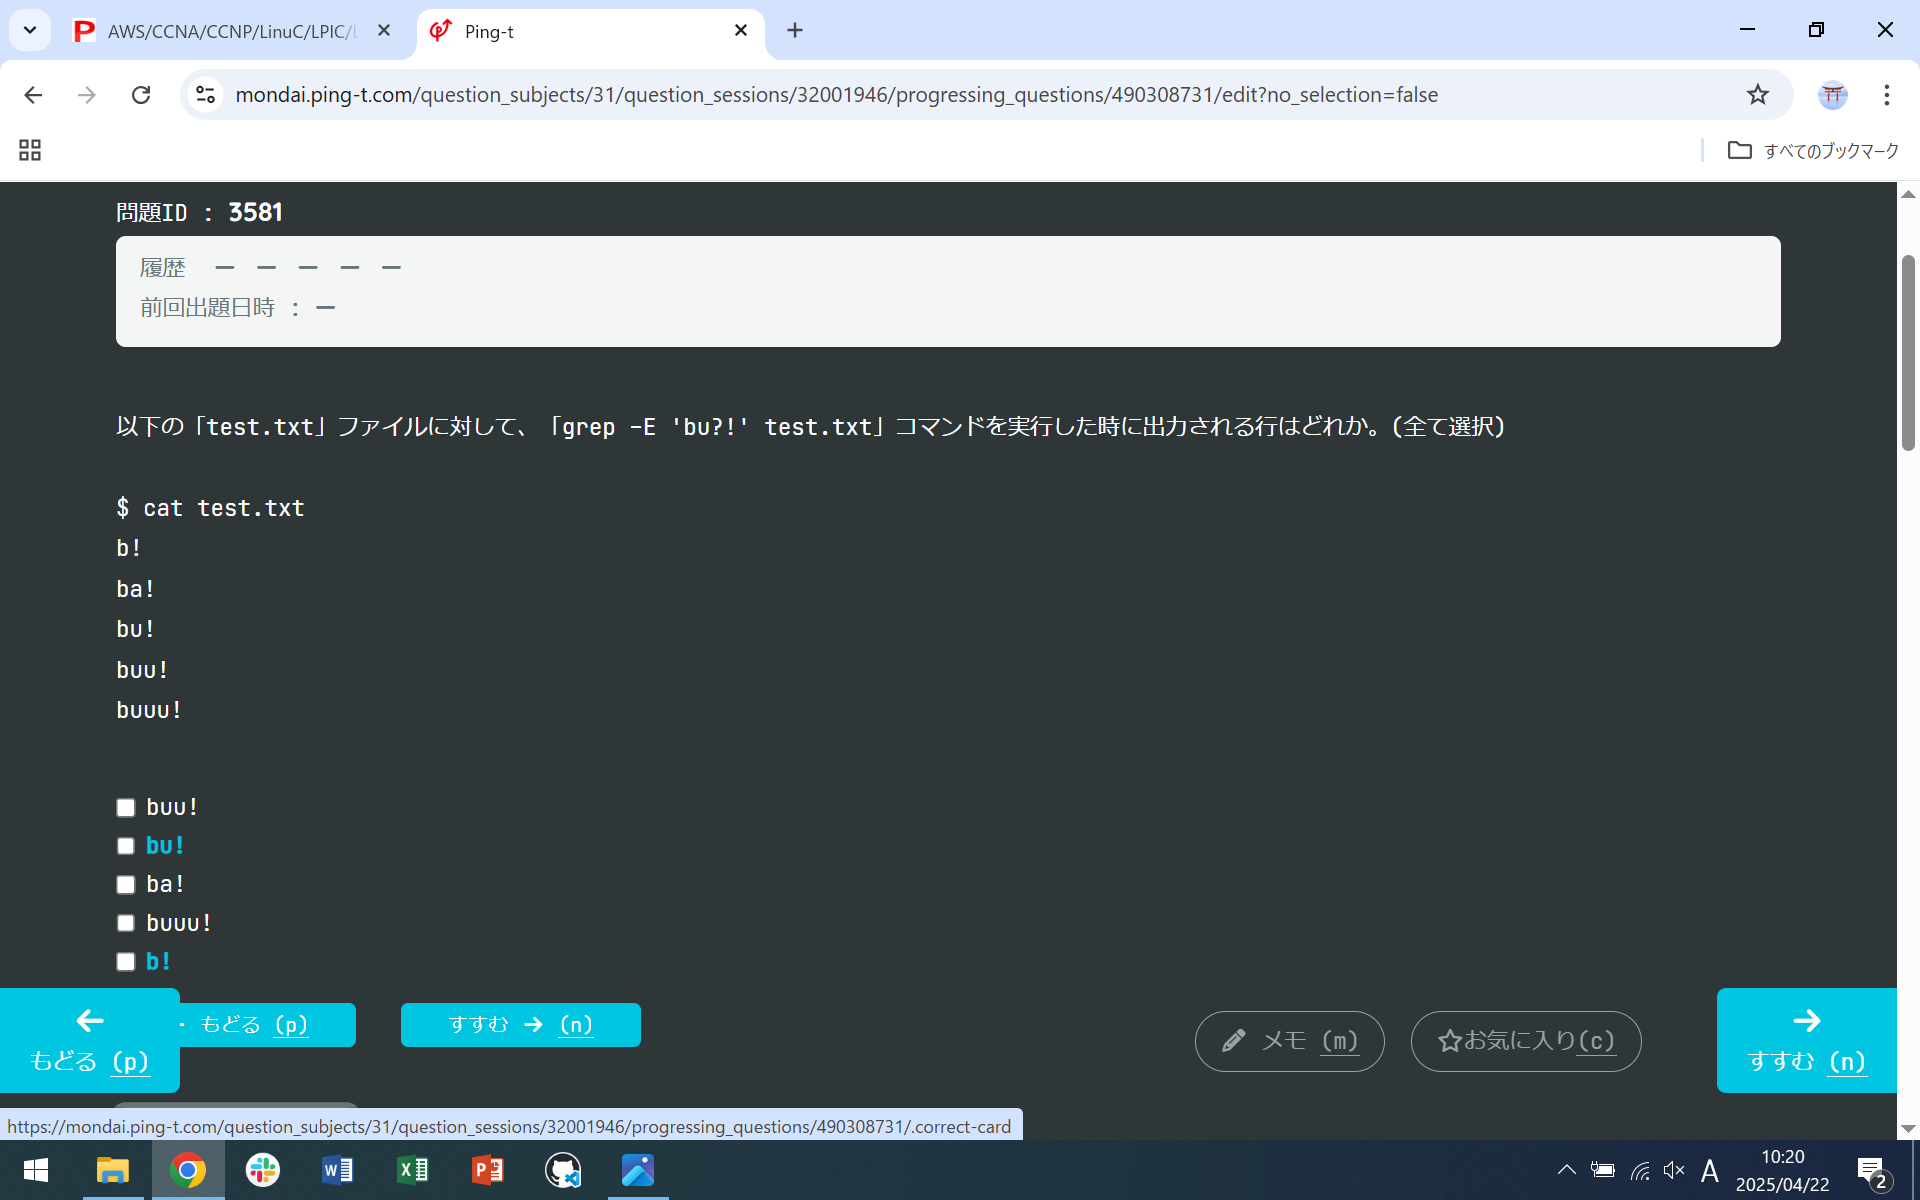 AWS/CCNA/CCNP/LinuC/LPIC/
Ping-t
mondai.ping-t.com/question_subjects/31/question_sessions/32001946/progressing_questions/490308731/edit?no_selection=false
すべてのブックマーク
問題ID : 3581
履歴 ー ー ー ー ー
前回出題日時 : ー
以下の「test.txt」ファイルに対して、「grep -E 'bu?!' test.txt」コマンドを実行した時に出力される行はどれか。(全て選択)
$ cat test.txt
b!
ba!
bu!
buu!
buuu!
buu!
bu!
ba!
buuu!
b!
もどる (p)
すすむ → (n)
メモ (m)
お気に入り(c)
←
もどる (p)
→
すすむ (n)
https://mondai.ping-t.com/question_subjects/31/question_sessions/32001946/progressing_questions/490308731/.correct-card
A
10:20
2025/04/22
2